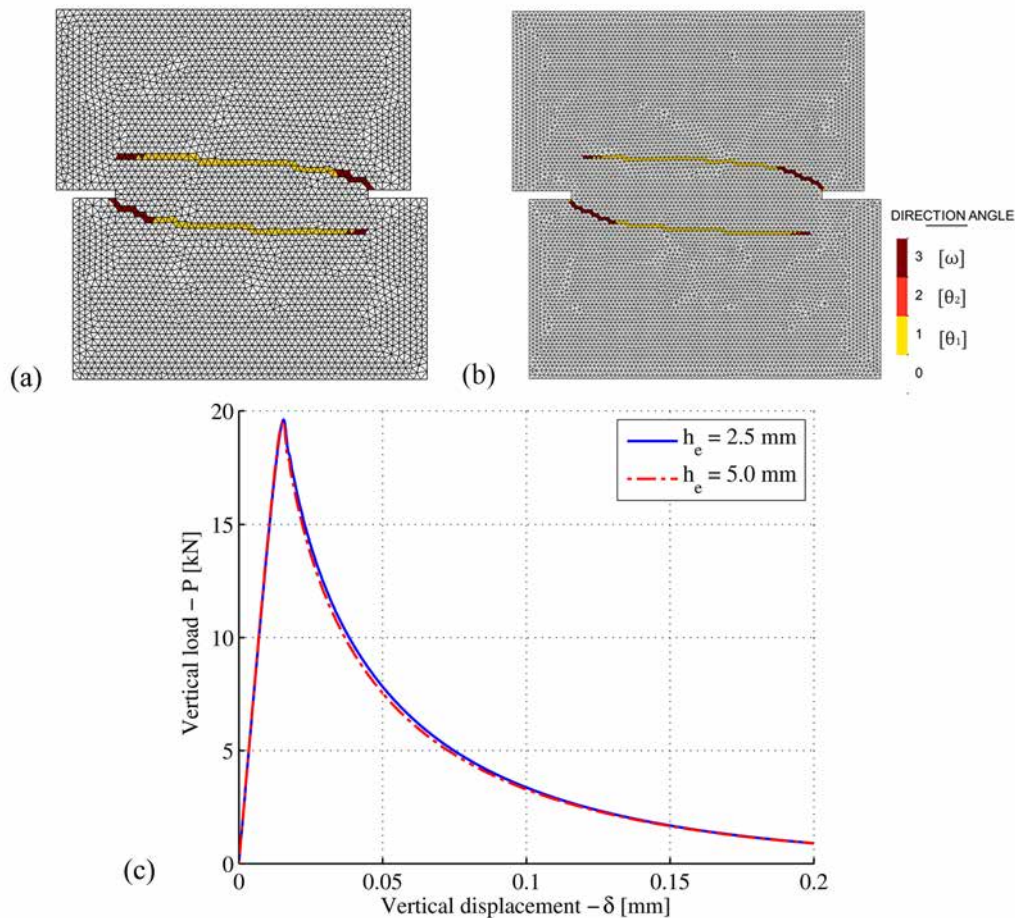 (a)
(b)
DIRECTION ANGLE
3 [ω]
2 [θ₂]
1 [θ₁]
0
(c)
Vertical load – P [kN]
20
15
10
5
0
h_e = 2.5 mm
h_e = 5.0 mm
0 0.05 0.1 0.15 0.2
Vertical displacement – δ [mm]